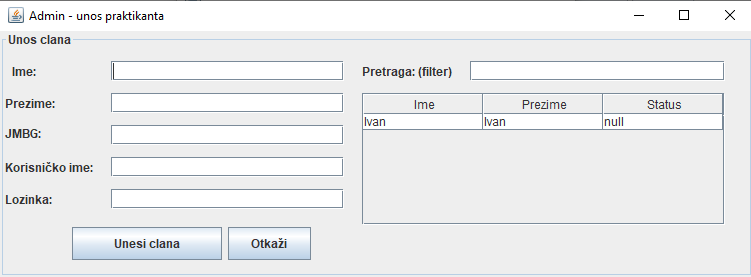 Admin - unos praktikanta
Unos clana
Ime:
Prezime:
JMBG:
Korisničko ime:
Lozinka:
Unesi clana
Otkaži
Pretraga: (filter)
Ime Prezime Status
Ivan Ivan null